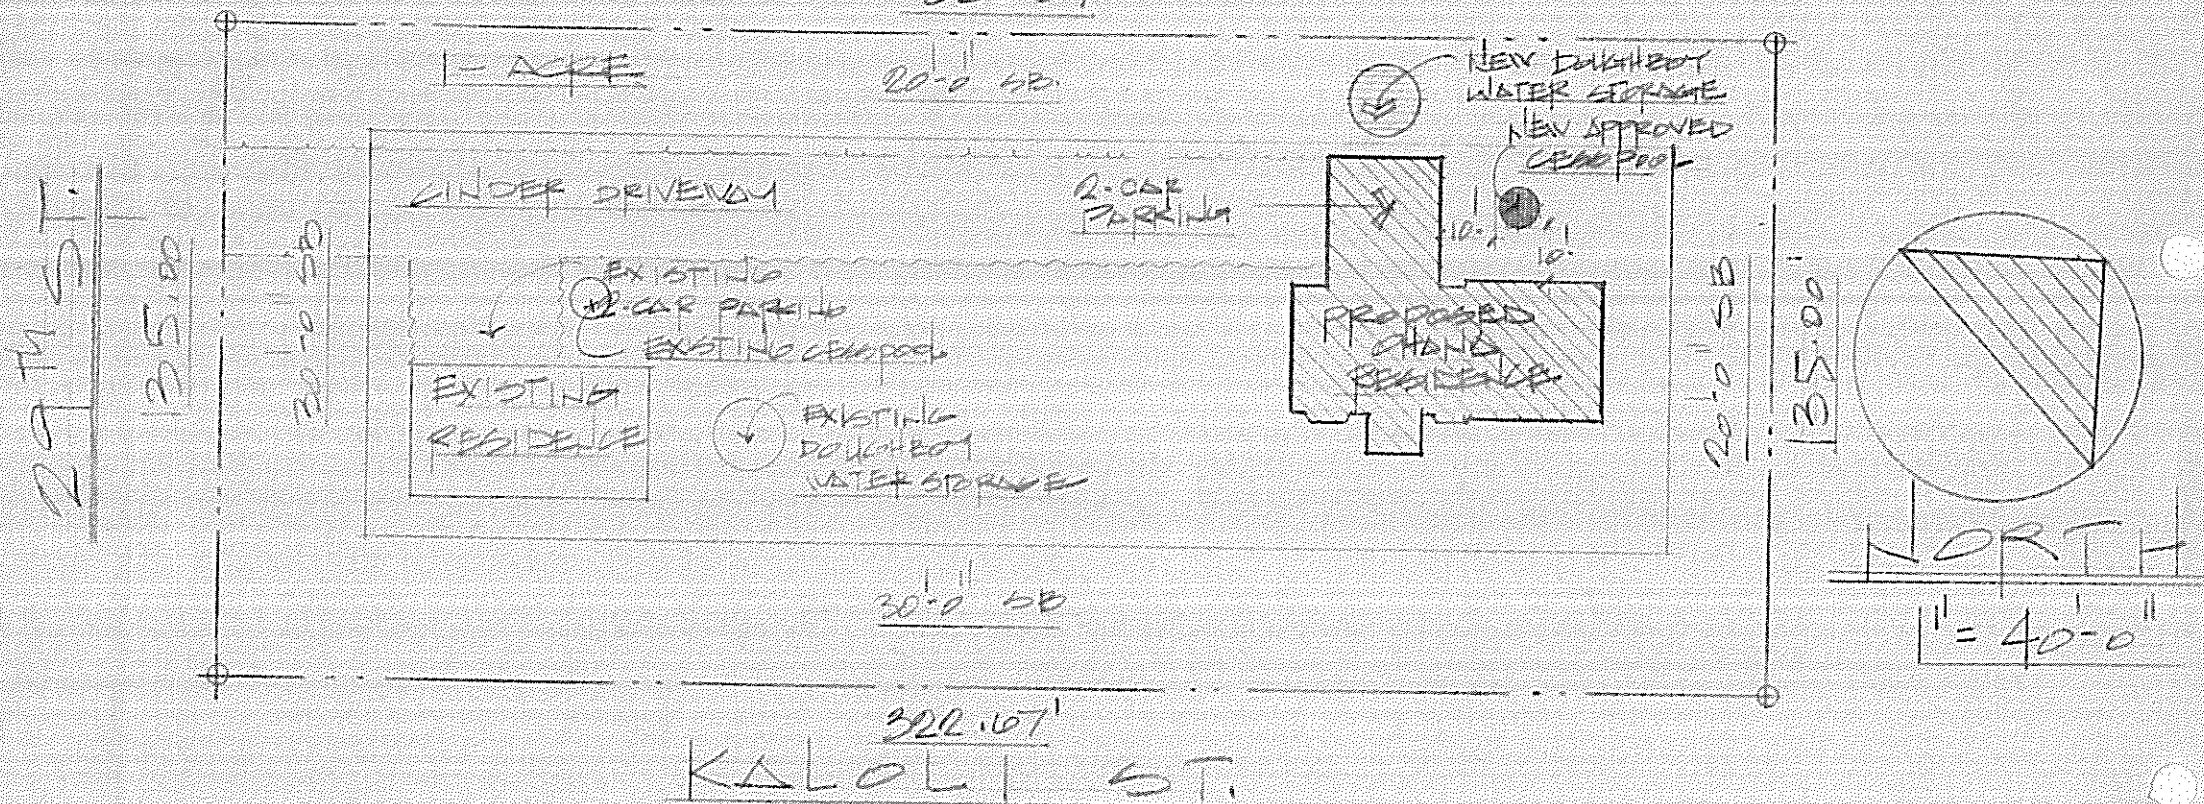 1- ACRE
20'-0" SB.
NEW DOUGHBOY
WATER STORAGE
NEW APPROVED
CESSPOOL
29TH ST.
135.00
30'-0" SB
CINDER DRIVEWAY
2-CAR
PARKING
10'
10'
EXISTING
2-CAR PARKING
EXISTING CESSPOOL
EXISTING
RESIDENCE
EXISTING
DOUGHBOY
WATER STORAGE
PROPOSED
OHANA
RESIDENCE
20'-0" SB
135.00'
NORTH
1"= 40'-0"
30'-0" SB
322.67'
KALOLI ST.